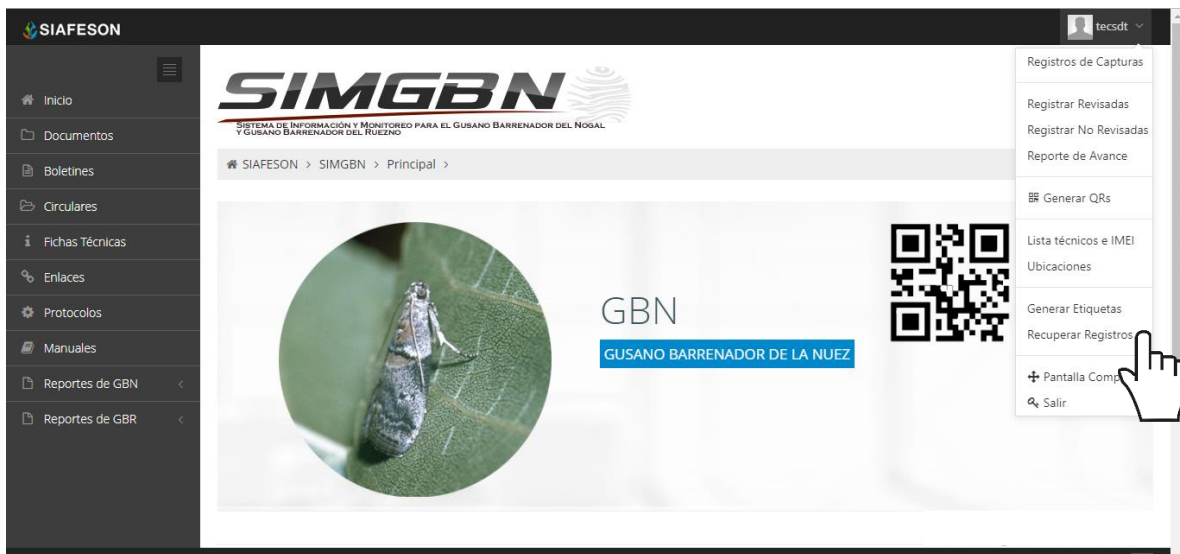 SIAFESON
tecsdt
Inicio
Documentos
Boletines
Circulares
Fichas Técnicas
Enlaces
Protocolos
Manuales
Reportes de GBN
Reportes de GBR
SIMGBN
SISTEMA DE INFORMACIÓN Y MONITOREO PARA EL GUSANO BARRENADOR DEL NOGAL
Y GUSANO BARRENADOR DEL RUEZNO
SIAFESON > SIMGBN > Principal >
GBN
GUSANO BARRENADOR DE LA NUEZ
Registros de Capturas
Registrar Revisadas
Registrar No Revisadas
Reporte de Avance
Generar QRs
Lista técnicos e IMEI
Ubicaciones
Generar Etiquetas
Recuperar Registros
Pantalla
Salir